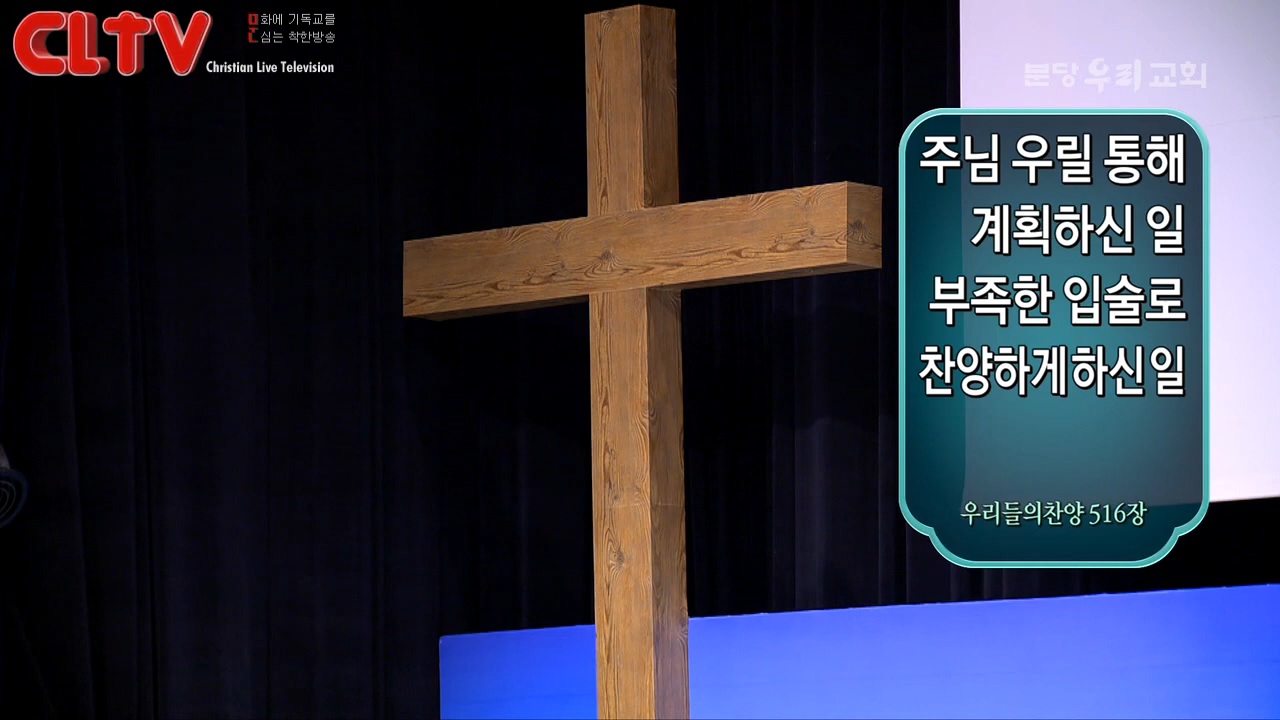 CLTV
문화에 기독교를
심는 착한방송
Christian Live Television
분당우리교회
주님 우릴 통해
계획하신 일
부족한 입술로
찬양하게하신일
우리들의찬양 516장